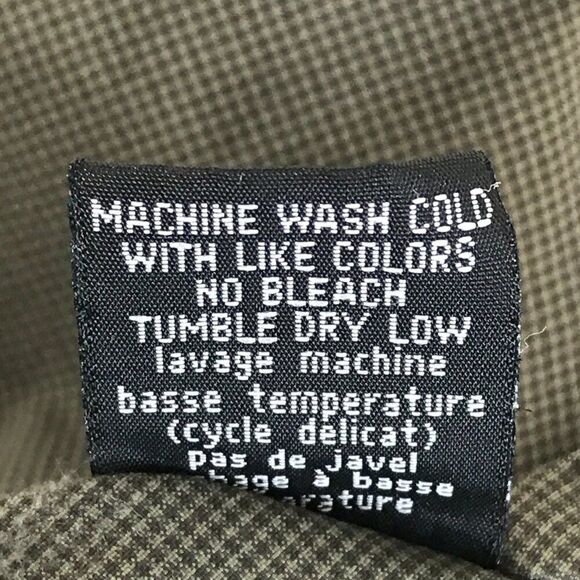 MACHINE WASH COLD
WITH LIKE COLORS
NO BLEACH
TUMBLE DRY LOW
lavage machine
basse temperature
(cycle delicat)
pas de javel
à basse